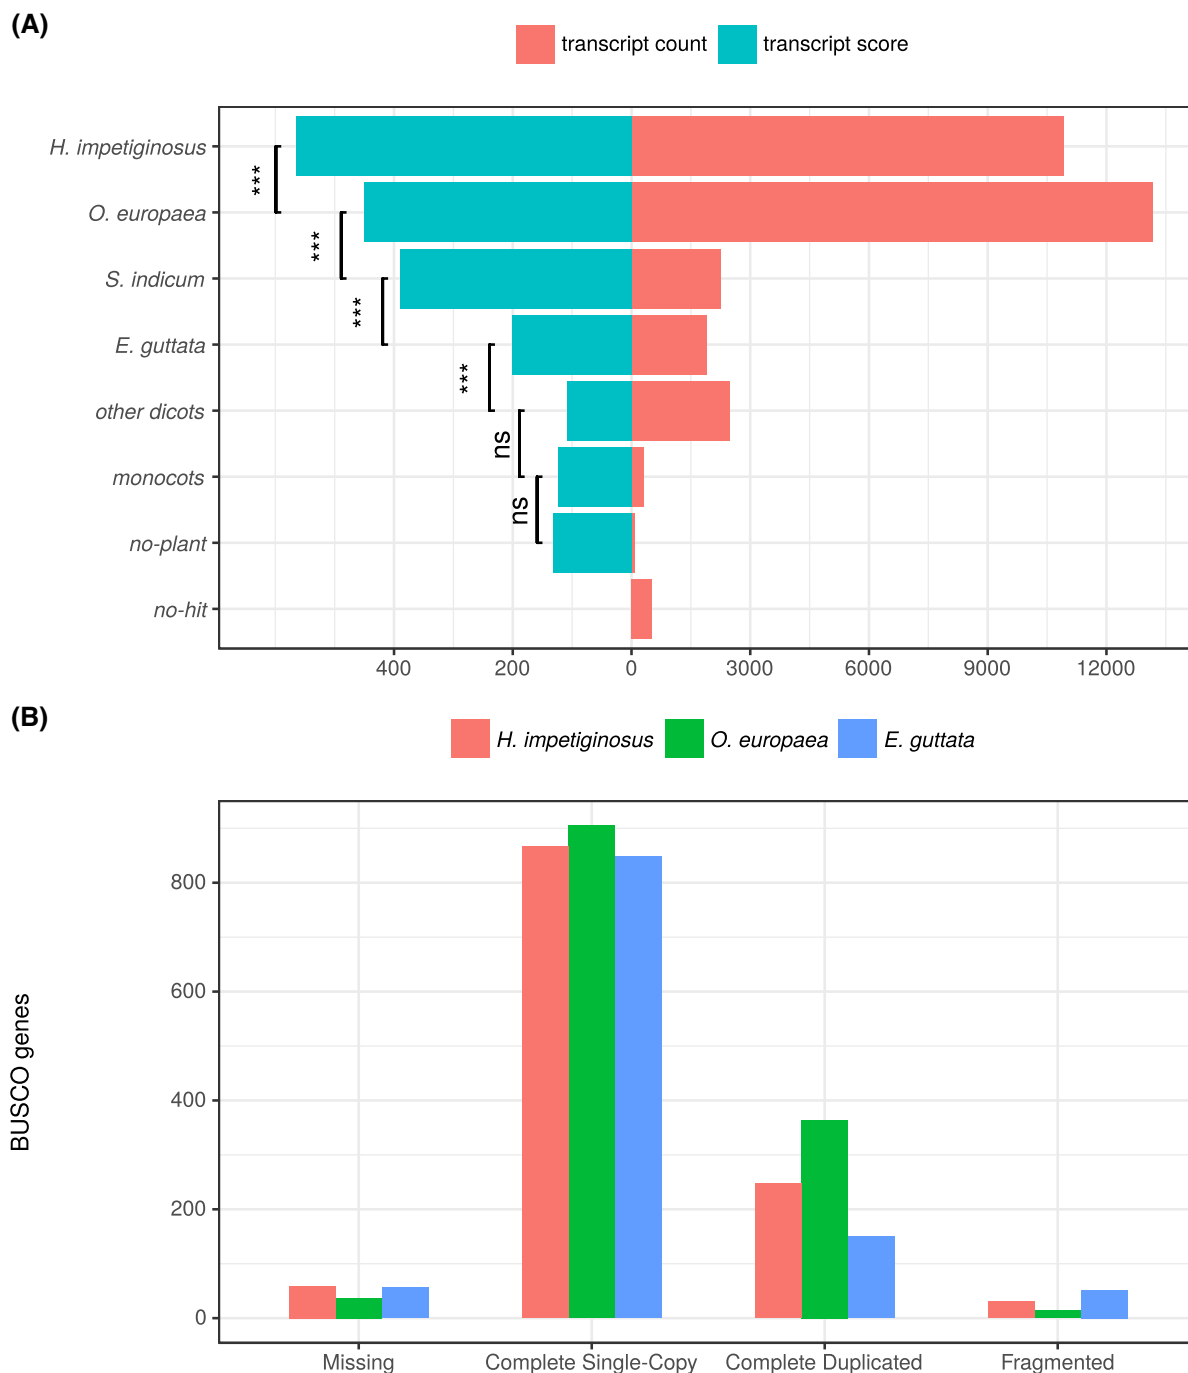 (A)
transcript count transcript score
H. impetiginosus
***
O. europaea
***
S. indicum
***
E. guttata
***
other dicots
ns
monocots
ns
no-plant
no-hit
400 200 0 3000 6000 9000 12000
(B)
H. impetiginosus O. europaea E. guttata
BUSCO genes
800
600
400
200
0
Missing Complete Single-Copy Complete Duplicated Fragmented